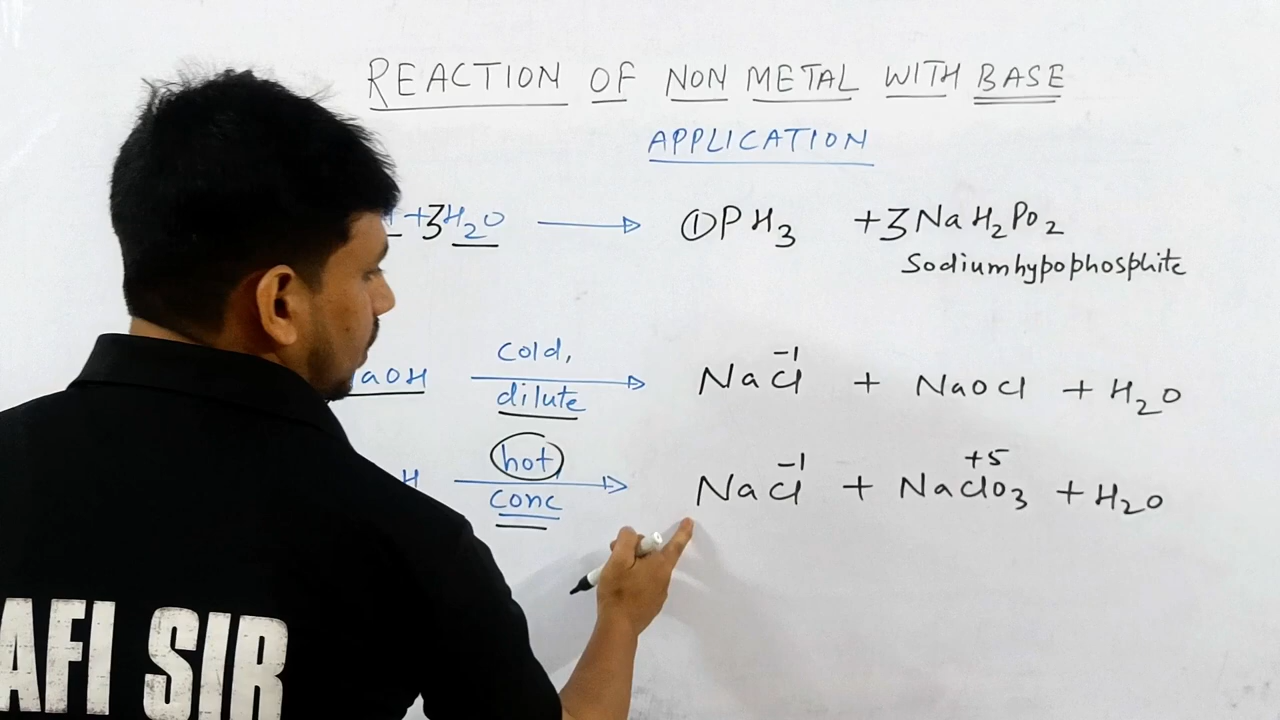 REACTION OF NON METAL WITH BASE
APPLICATION
+3H₂O → ①PH₃ +3NaH₂PO₂
Sodiumhypophosphite
cold,
NaOH → NaCl⁻¹ + NaOCl + H₂O
dilute
hot
H → NaCl⁻¹ + NaClO₃⁺⁵ + H₂O
conc
AFI SIR